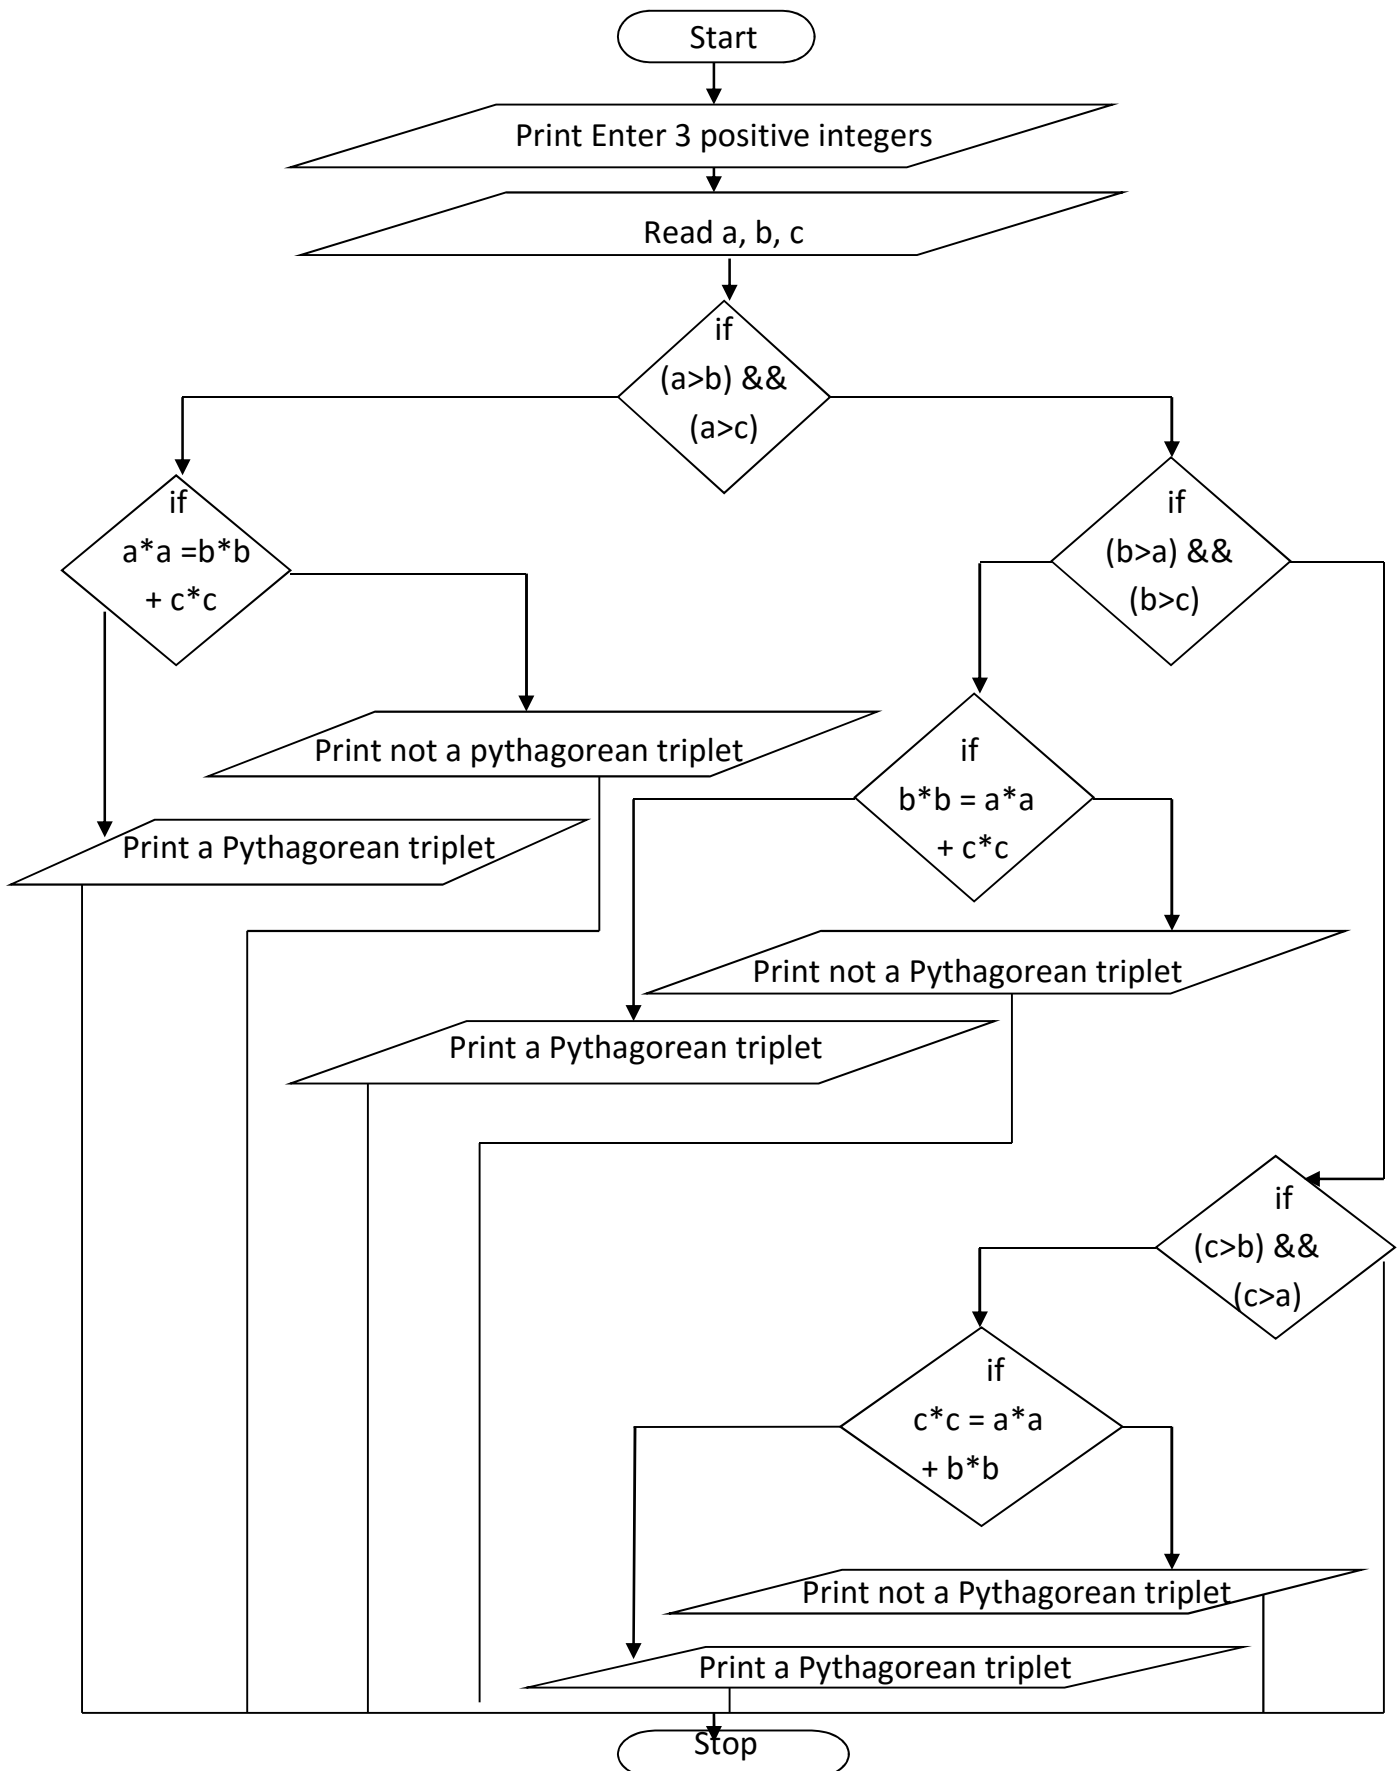 Start
Print Enter 3 positive integers
Read a, b, c
if
(a>b) &&
(a>c)
if
a*a =b*b
+ c*c
if
(b>a) &&
(b>c)
Print not a pythagorean triplet
if
b*b = a*a
+ c*c
Print a Pythagorean triplet
Print not a Pythagorean triplet
Print a Pythagorean triplet
if
(c>b) &&
(c>a)
if
c*c = a*a
+ b*b
Print not a Pythagorean triplet
Print a Pythagorean triplet
Stop